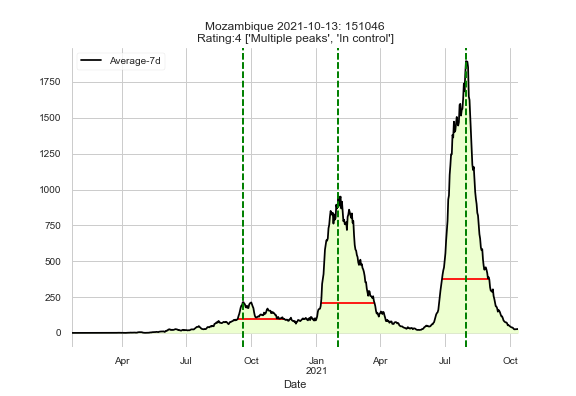 Mozambique 2021-10-13: 151046
Rating:4 ['Multiple peaks', 'In control']
Average-7d
1750
1500
1250
1000
750
500
250
0
Apr Jul Oct Jan Apr Jul Oct
2021
Date